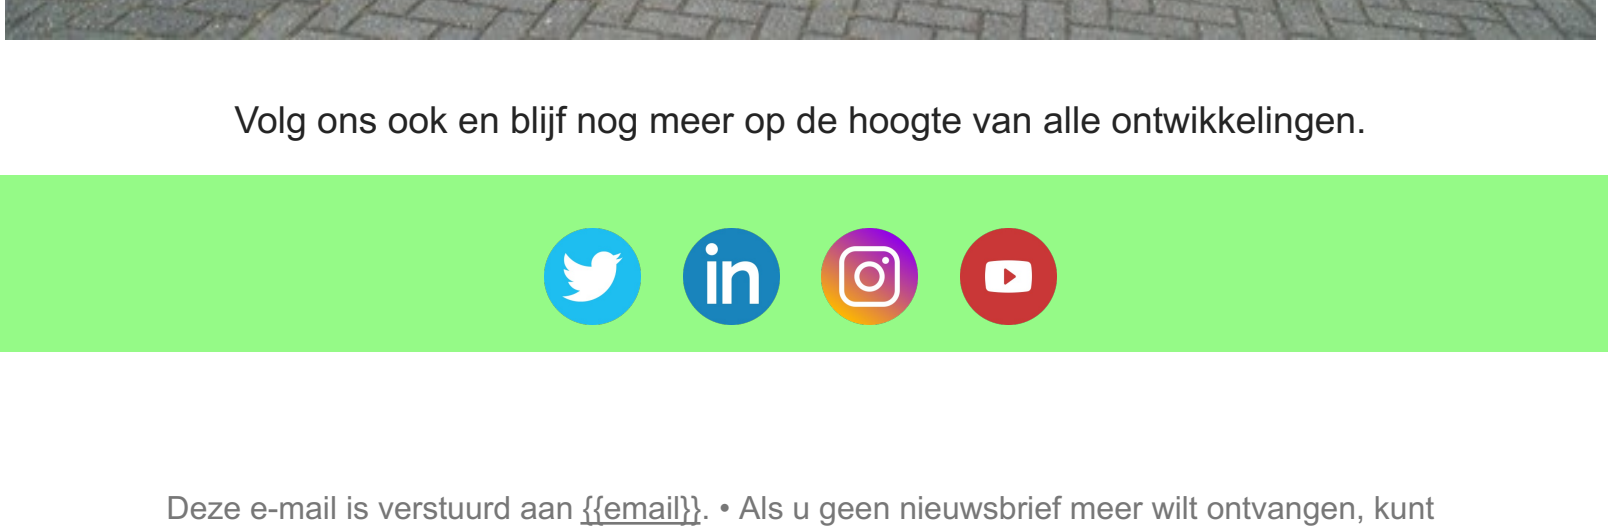 Volg ons ook en blijf nog meer op de hoogte van alle ontwikkelingen.
in
Deze e-mail is verstuurd aan {{email}}. • Als u geen nieuwsbrief meer wilt ontvangen, kunt